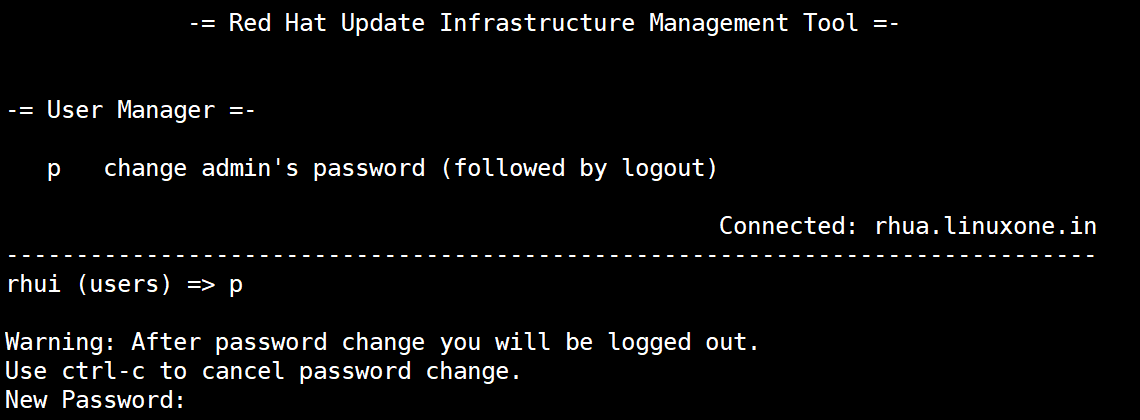 -= Red Hat Update Infrastructure Management Tool =-
-= User Manager =-
p   change admin's password (followed by logout)
Connected: rhua.linuxone.in
------------------------------------------------------------------------------
rhui (users) => p
Warning: After password change you will be logged out.
Use ctrl-c to cancel password change.
New Password: